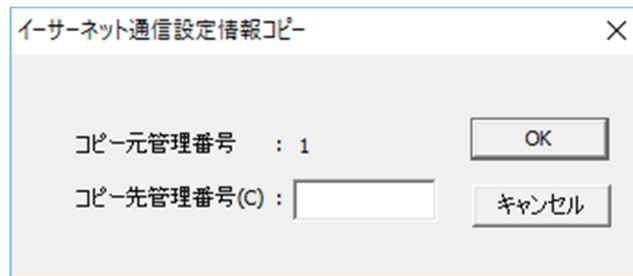 イーサーネット通信設定情報コピー
コピー元管理番号 : 1
OK
コピー先管理番号(C) :
キャンセル